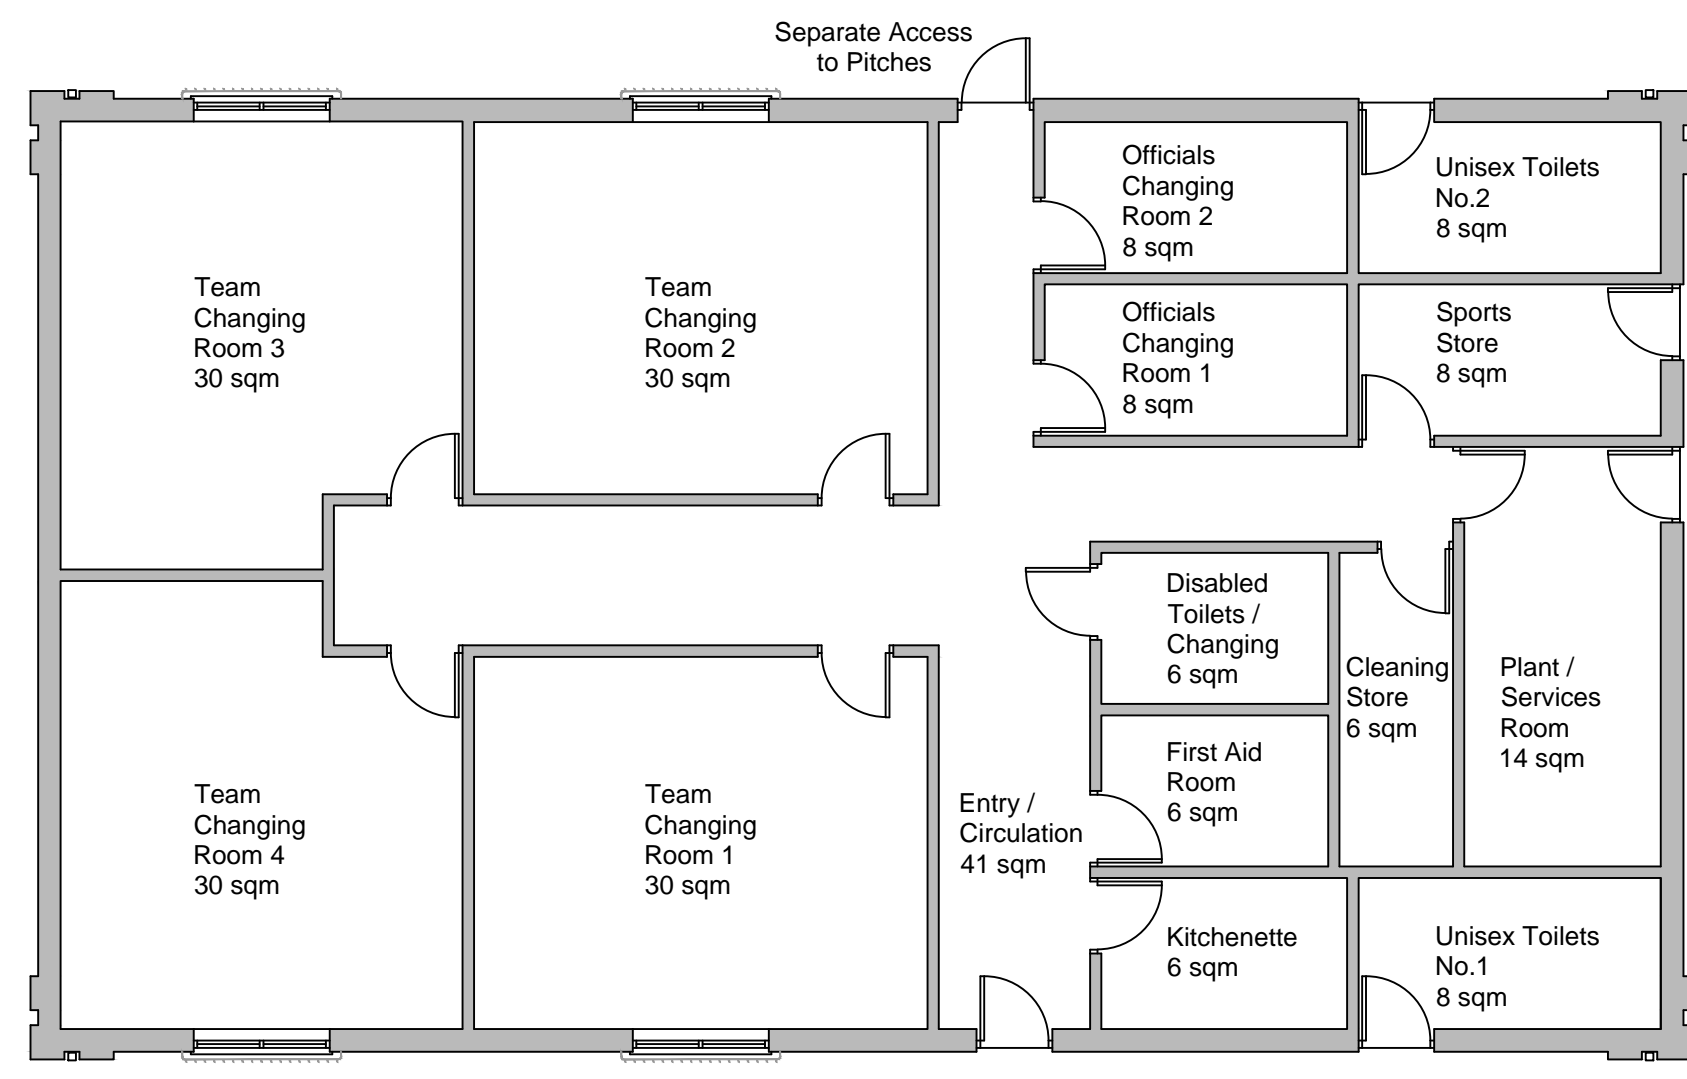 Separate Access
to Pitches
Team
Changing
Room 3
30 sqm
Team
Changing
Room 2
30 sqm
Officials
Changing
Room 2
8 sqm
Unisex Toilets
No.2
8 sqm
Officials
Changing
Room 1
8 sqm
Sports
Store
8 sqm
Disabled
Toilets /
Changing
6 sqm
Cleaning
Store
6 sqm
Plant /
Services
Room
14 sqm
First Aid
Room
6 sqm
Team
Changing
Room 4
30 sqm
Team
Changing
Room 1
30 sqm
Entry /
Circulation
41 sqm
Kitchenette
6 sqm
Unisex Toilets
No.1
8 sqm